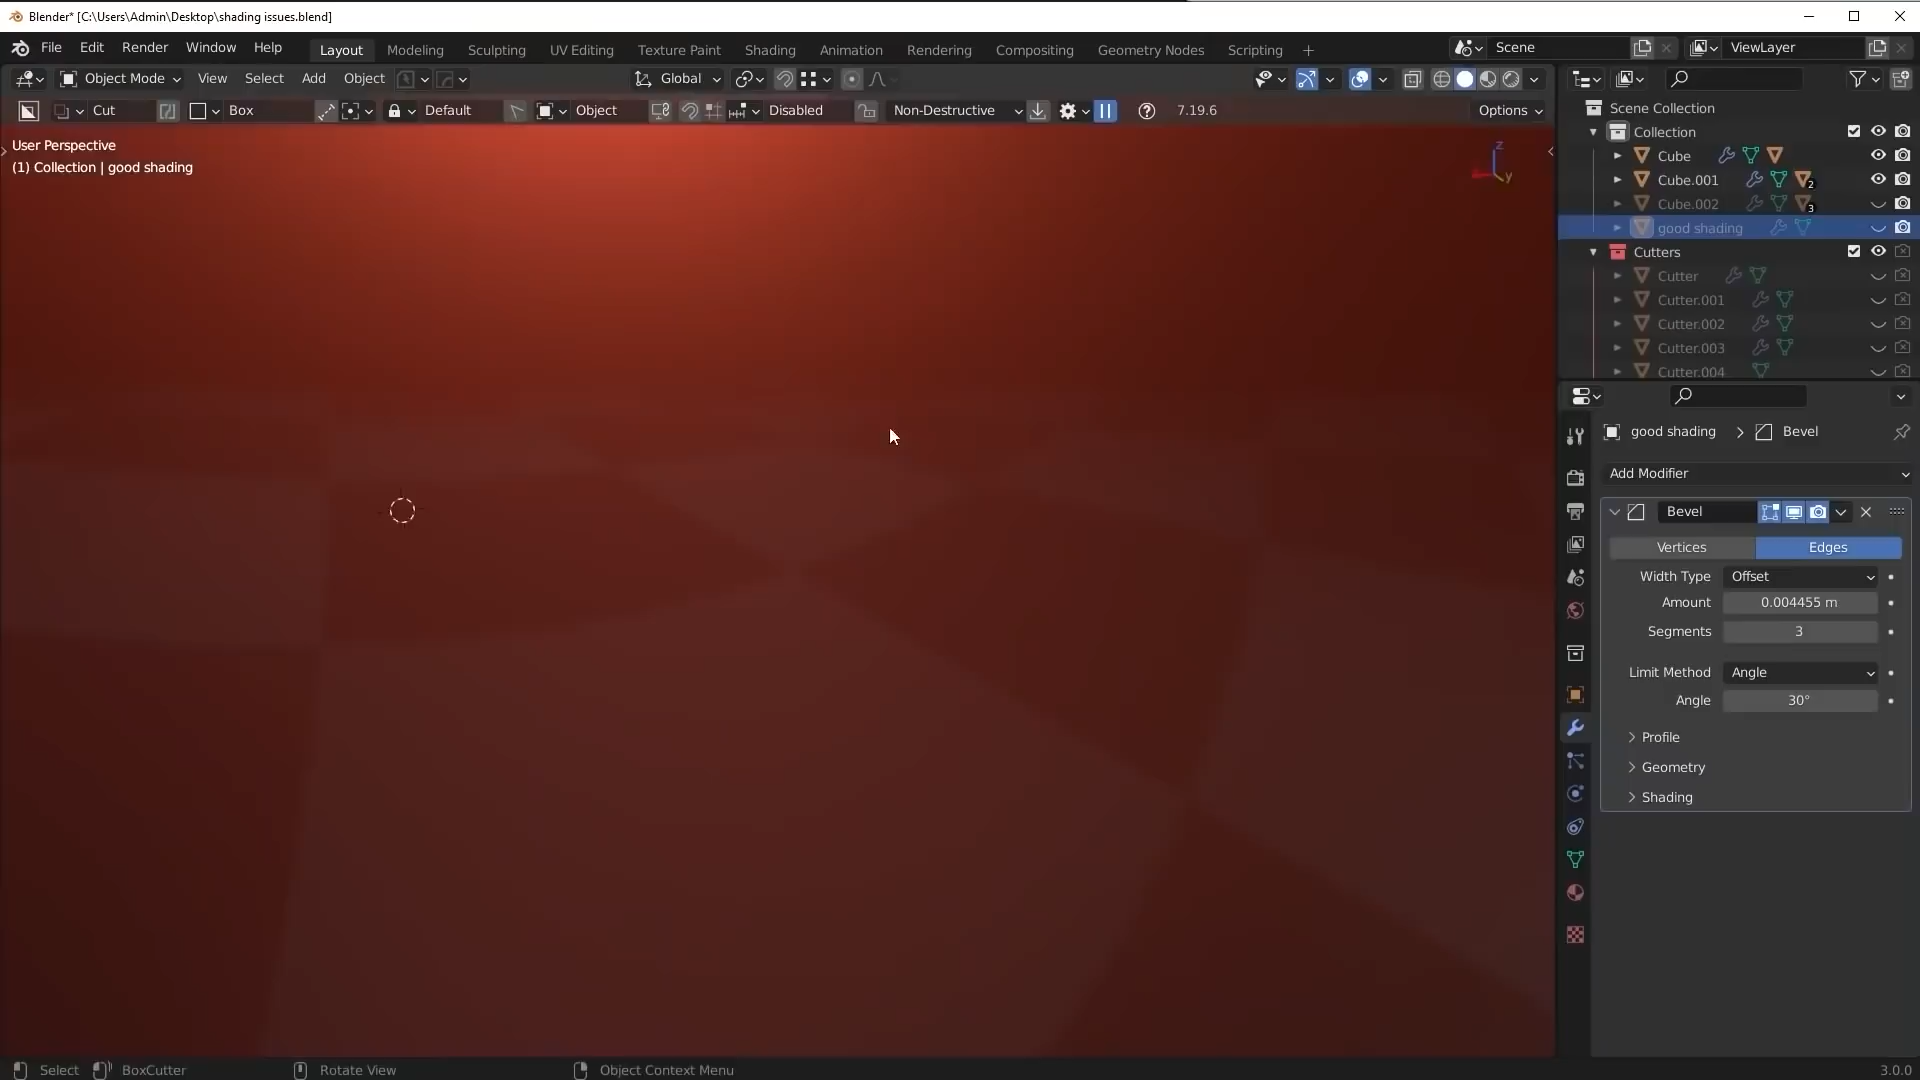 Blender* [C:\Users\Admin\Desktop\shading issues.blend]
File Edit Render Window Help Layout Modeling Sculpting UV Editing Texture Paint Shading Animation Rendering Compositing Geometry Nodes Scripting + Scene ViewLayer
Object Mode View Select Add Object Global
Cut Box Default Object Disabled Non-Destructive 7.19.6 Options
User Perspective
(1) Collection | good shading
Z
y
Scene Collection
Collection
Cube
Cube.001 2
Cube.002 3
good shading
Cutters
Cutter
Cutter.001
Cutter.002
Cutter.003
Cutter.004
good shading > Bevel
Add Modifier
Bevel
Vertices Edges
Width Type Offset
Amount 0.004455 m
Segments 3
Limit Method Angle
Angle 30°
Profile
Geometry
Shading
Select BoxCutter Rotate View Object Context Menu 3.0.0